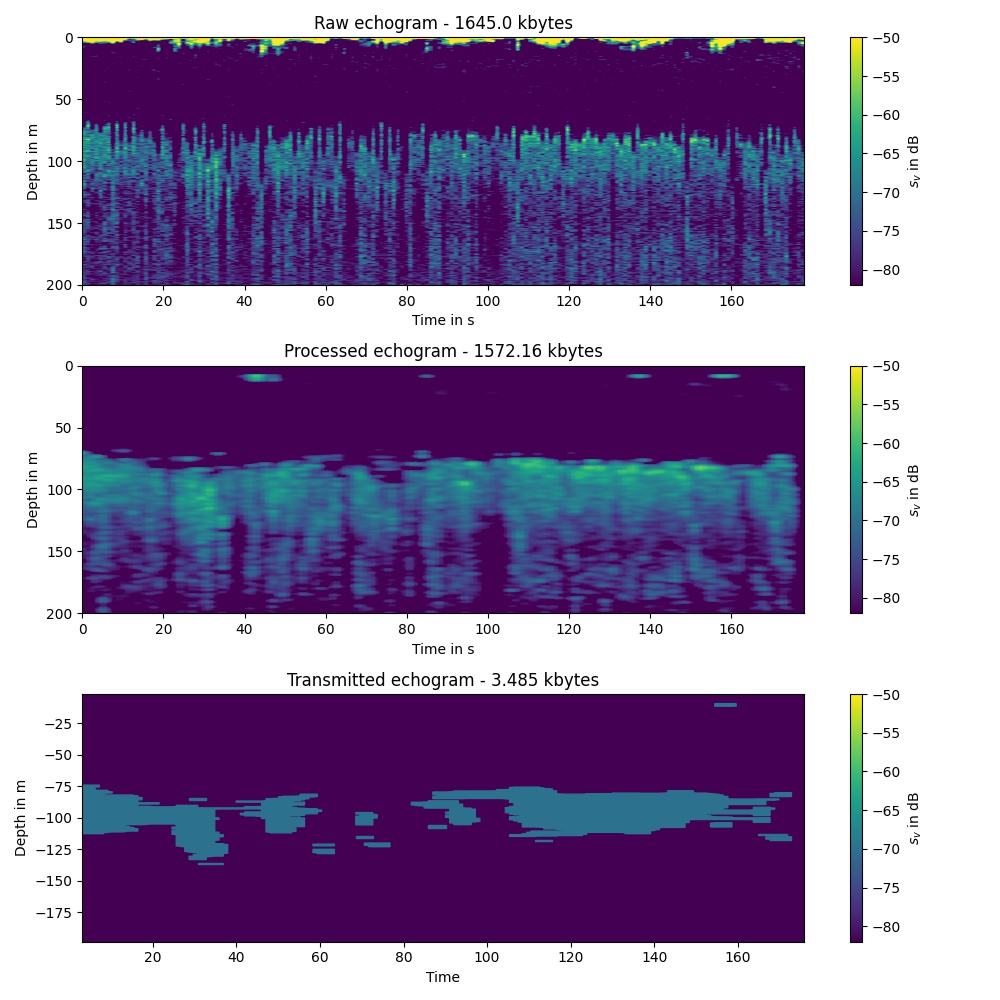 Raw echogram - 1645.0 kbytes
0
50
100
150
200
Depth in m
0 20 40 60 80 100 120 140 160
Time in s
−50
−55
−60
−65
−70
−75
−80
sv in dB
Processed echogram - 1572.16 kbytes
0
50
100
150
200
Depth in m
0 20 40 60 80 100 120 140 160
Time in s
−50
−55
−60
−65
−70
−75
−80
sv in dB
Transmitted echogram - 3.485 kbytes
−25
−50
−75
−100
−125
−150
−175
Depth in m
20 40 60 80 100 120 140 160
Time
−50
−55
−60
−65
−70
−75
−80
sv in dB